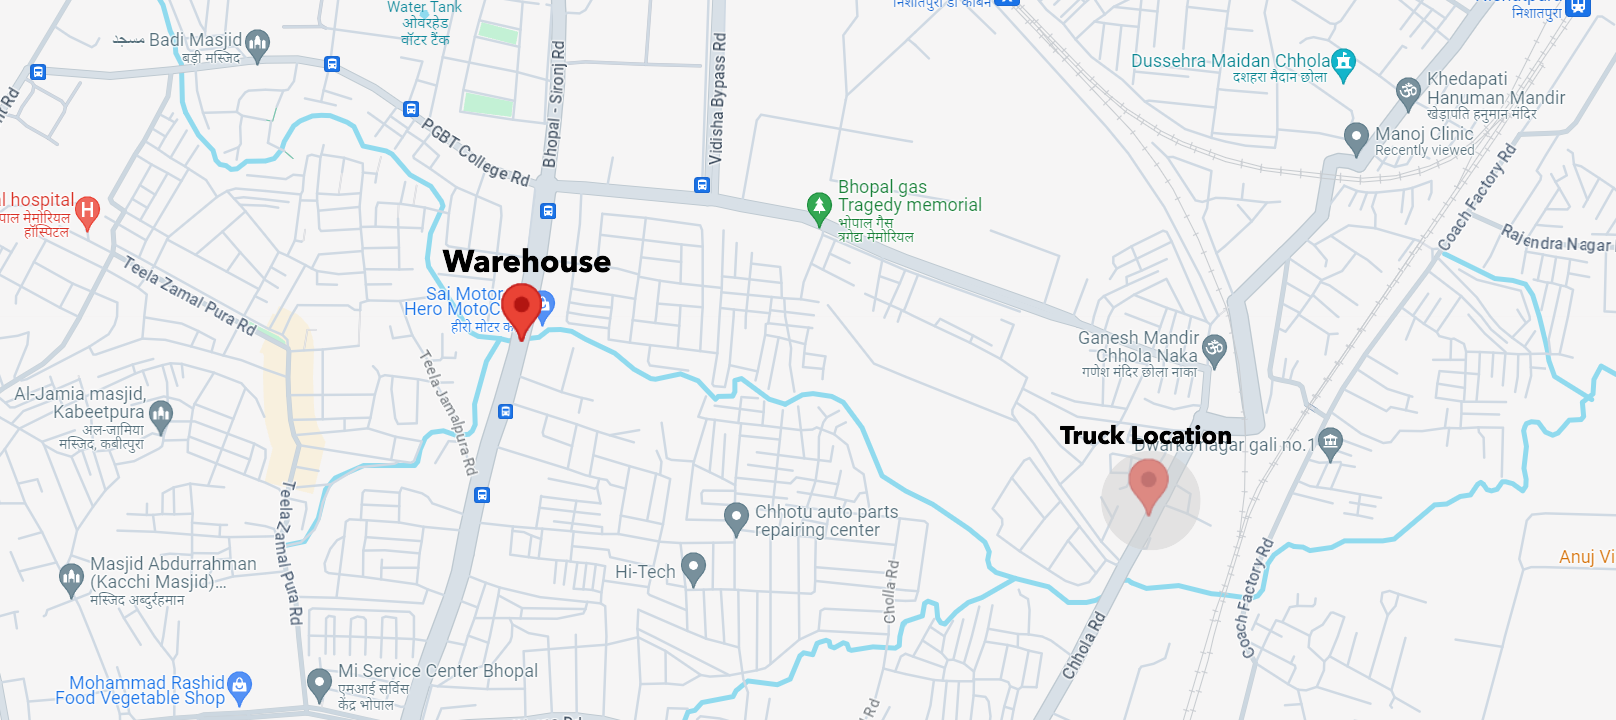 Water Tank
ओवरहेड
वॉटर टैंक
Badi Masjid مسجد
बड़ी मस्जिद
PGBT College Rd
Bhopal - Sironj Rd
Vidisha Bypass Rd
निशातपुरा
Dussehra Maidan Chhola
दशहरा मैदान छोला
Khedapati
Hanuman Mandir
खेड़ापति हनुमान मंदिर
Manoj Clinic
Recently viewed
Coach Factory Rd
Rajendra Nagar
hospital
मेमोरियल
हॉस्पिटल
Bhopal gas
Tragedy memorial
भोपाल गैस
त्रगेद्य मेमोरियल
Teela Zamal Pura Rd
Warehouse
Sai Motor
Hero MotoC
हीरो मोटर
Ganesh Mandir
Chhola Naka
गणेश मंदिर छोला नाका
Teela Jamalpura Rd
Al-Jamia masjid,
Kabeetpura
अल-जामिया
मस्जिद, कबीत्पुरा
Truck Location
Dwarka nagar gali no.1
Teela Zamal Pura Rd
Chhotu auto parts
repairing center
Hi-Tech
Cholla Rd
Masjid Abdurrahman
(Kacchi Masjid)...
मस्जिद अब्दुर्रहमान
Anuj Vi
Coach Factory Rd
Chhola Rd
Mi Service Center Bhopal
एमआई सर्विस
केंद्र भोपाल
Mohammad Rashid
Food Vegetable Shop
Rd